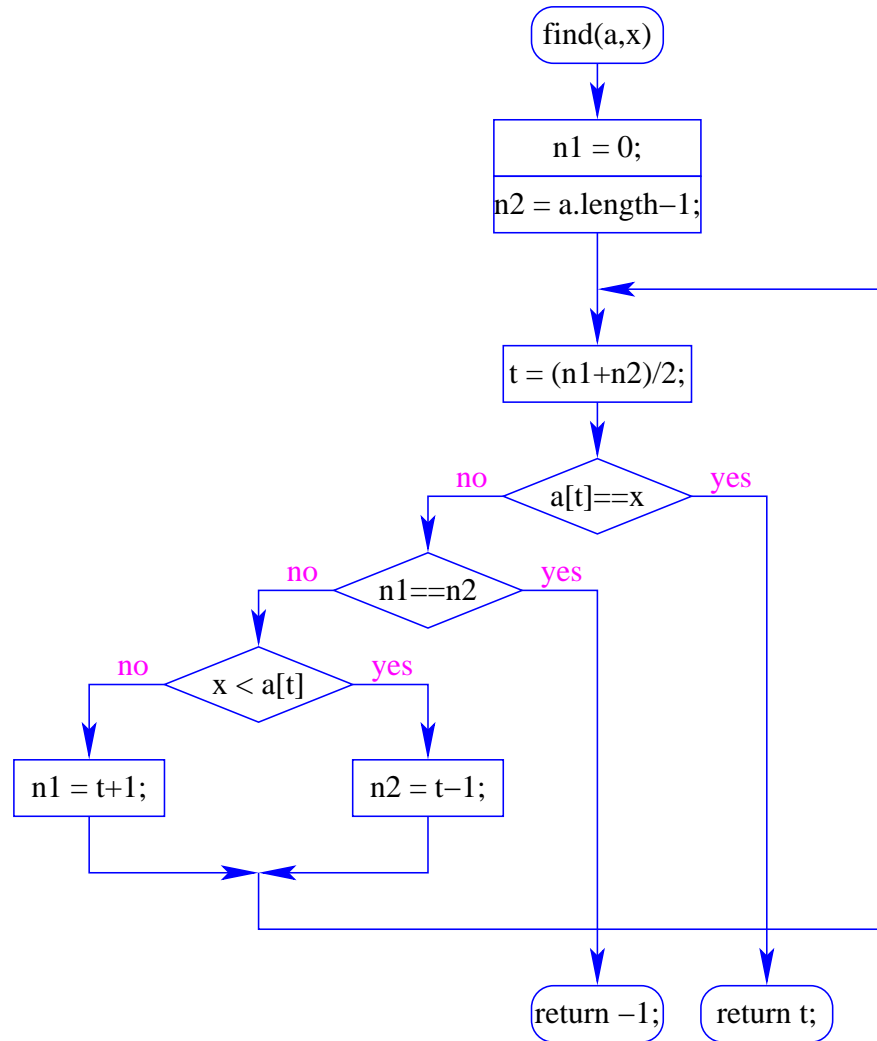 find(a,x)
n1 = 0;
n2 = a.length−1;
t = (n1+n2)/2;
no
yes
a[t]==x
no
yes
n1==n2
no
yes
x < a[t]
n1 = t+1;
n2 = t−1;
return −1;
return t;